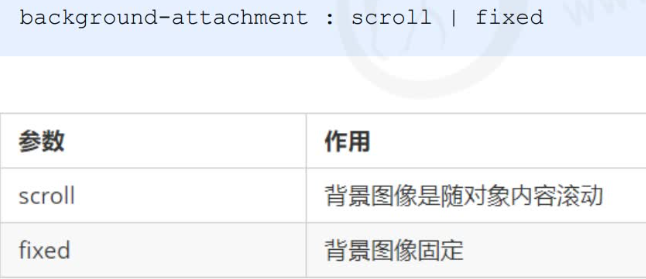 background-attachment : scroll | fixed
参数 作用
scroll 背景图像是随对象内容滚动
fixed 背景图像固定